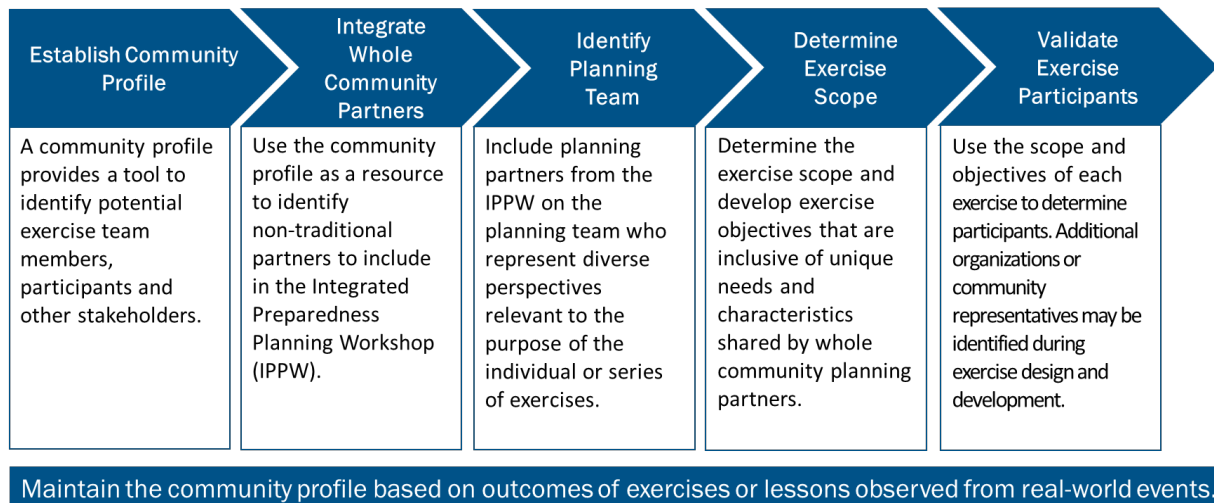 Establish Community
Profile
A community profile
provides a tool to
identify potential
exercise team
members,
participants and
other stakeholders.
Integrate
Whole
Community
Partners
Use the community
profile as a resource
to identify
non-traditional
partners to include
in the Integrated
Preparedness
Planning Workshop
(IPPW).
Identify
Planning
Team
Include planning
partners from the
IPPW on the
planning team who
represent diverse
perspectives
relevant to the
purpose of the
individual or series
of exercises.
Determine
Exercise
Scope
Determine the
exercise scope and
develop exercise
objectives that are
inclusive of unique
needs and
characteristics
shared by whole
community planning
partners.
Validate
Exercise
Participants
Use the scope and
objectives of each
exercise to determine
participants. Additional
organizations or
community
representatives may be
identified during
exercise design and
development.
Maintain the community profile based on outcomes of exercises or lessons observed from real-world events.